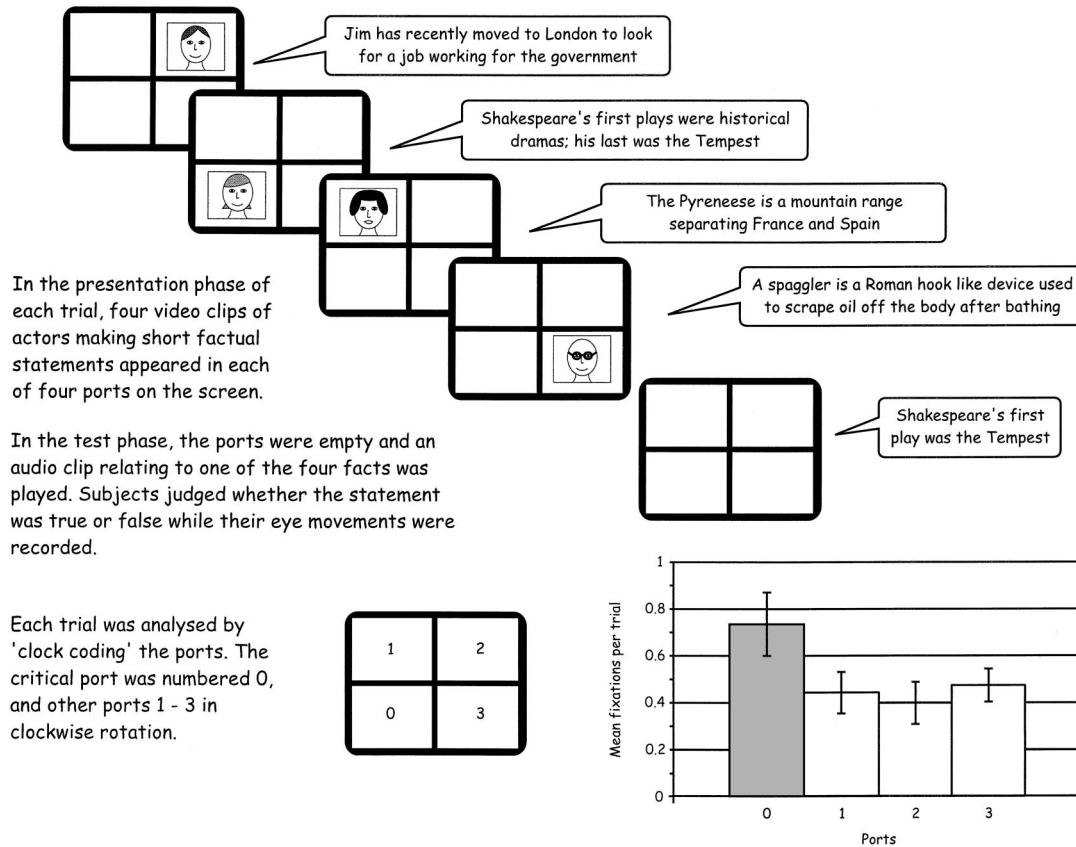 Jim has recently moved to London to look
for a job working for the government
Shakespeare's first plays were historical
dramas; his last was the Tempest
The Pyreneese is a mountain range
separating France and Spain
A spaggler is a Roman hook like device used
to scrape oil off the body after bathing
Shakespeare's first
play was the Tempest
In the presentation phase of
each trial, four video clips of
actors making short factual
statements appeared in each
of four ports on the screen.
In the test phase, the ports were empty and an
audio clip relating to one of the four facts was
played. Subjects judged whether the statement
was true or false while their eye movements were
recorded.
Each trial was analysed by
'clock coding' the ports. The
critical port was numbered 0,
and other ports 1 - 3 in
clockwise rotation.
1 2
0 3
Mean fixations per trial
1
0.8
0.6
0.4
0.2
0
0 1 2 3
Ports